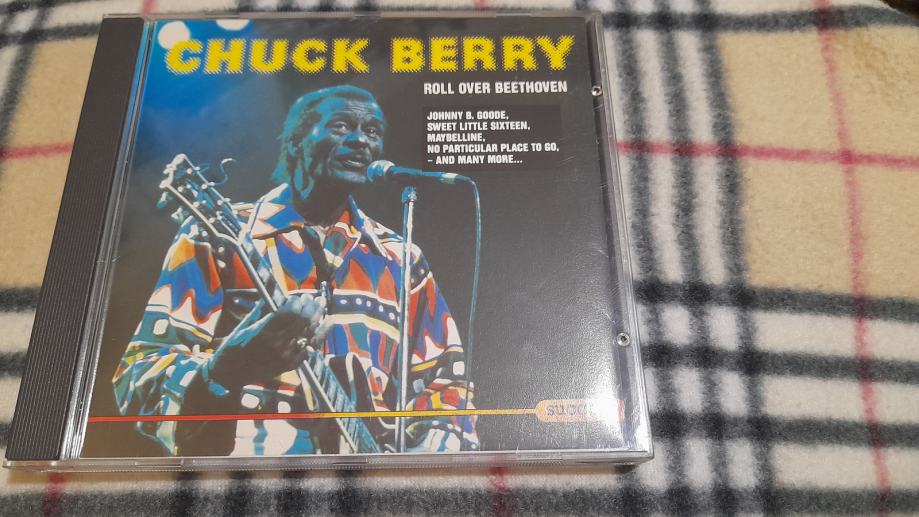 CHUCK BERRY
ROLL OVER BEETHOVEN
JOHNNY B. GOODE,
SWEET LITTLE SIXTEEN,
MAYBELLINE,
NO PARTICULAR PLACE TO GO,
- AND MANY MORE...